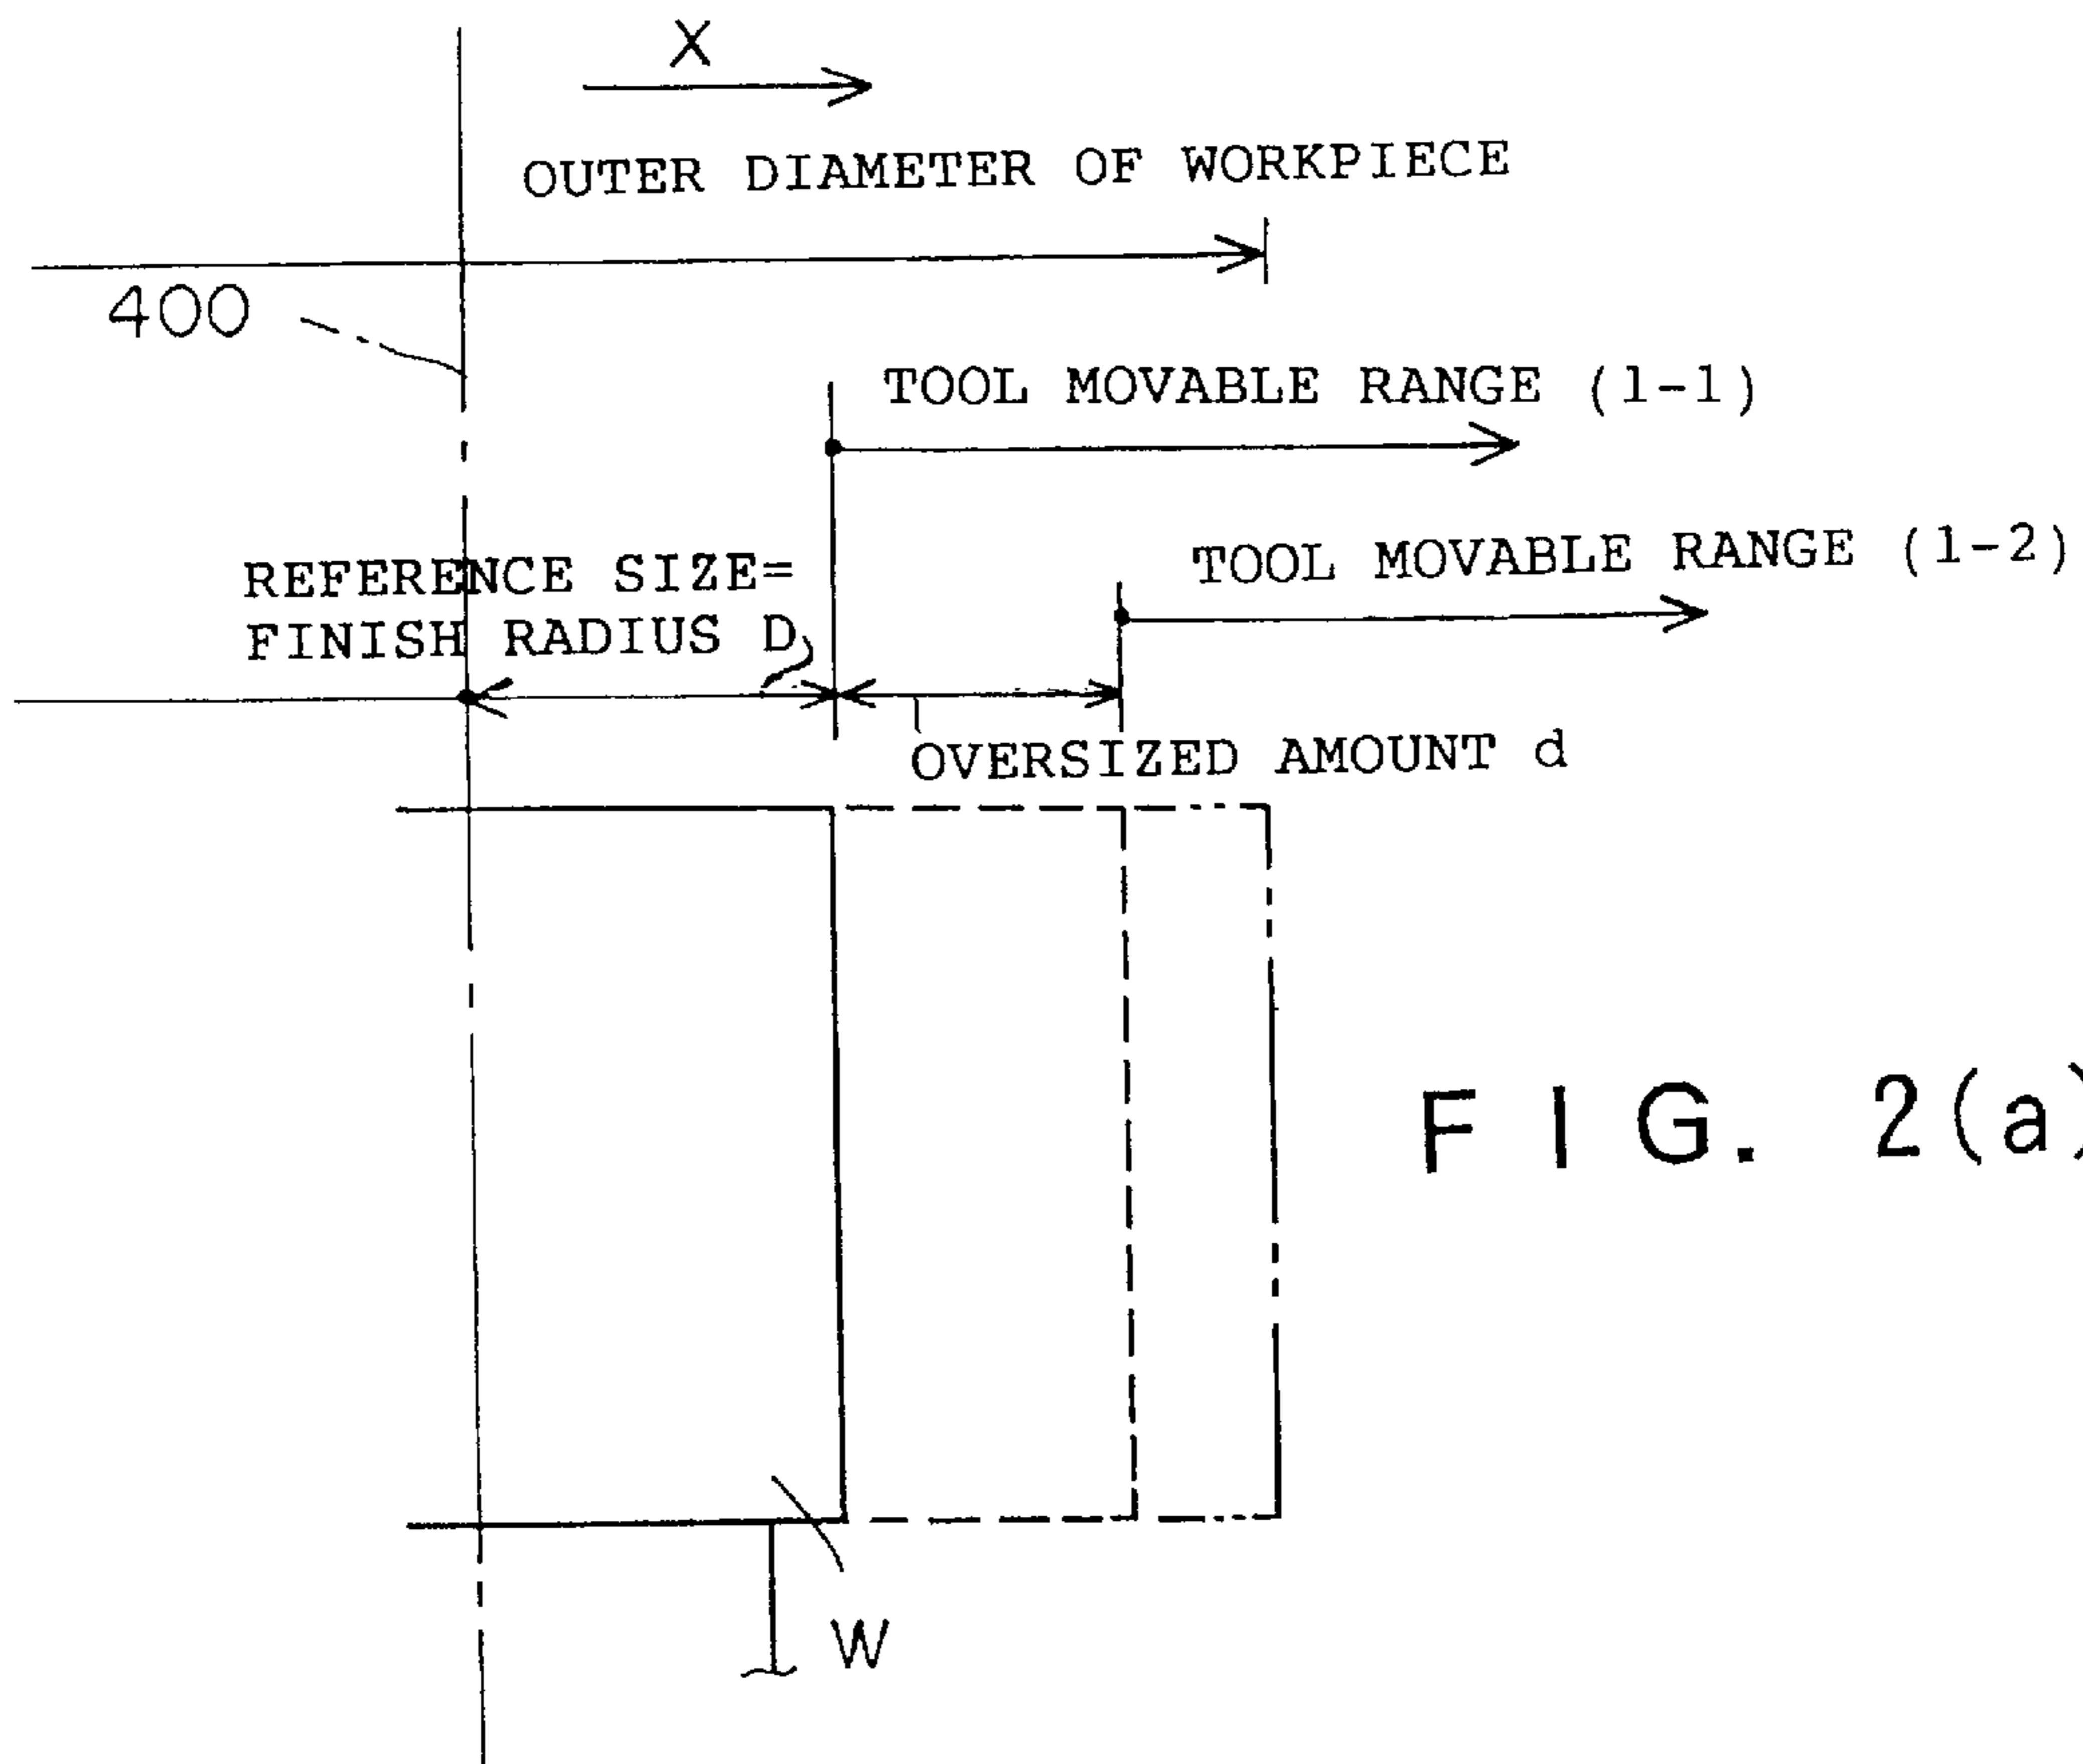 X
OUTER DIAMETER OF WORKPIECE
400
TOOL MOVABLE RANGE (1-1)
TOOL MOVABLE RANGE (1-2)
REFERENCE SIZE=
FINISH RADIUS D
OVERSIZED AMOUNT d
FIG. 2(a)
W